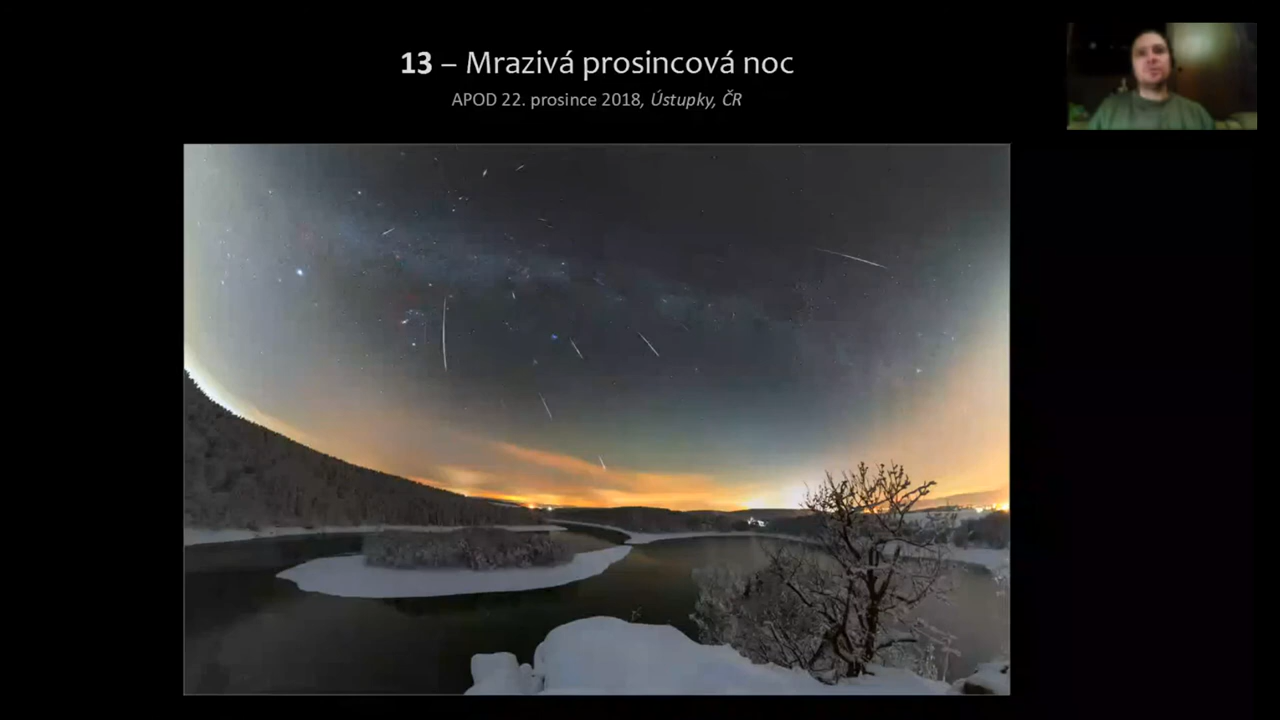 13 – Mrazivá prosincová noc
APOD 22. prosince 2018, Ústupky, ČR